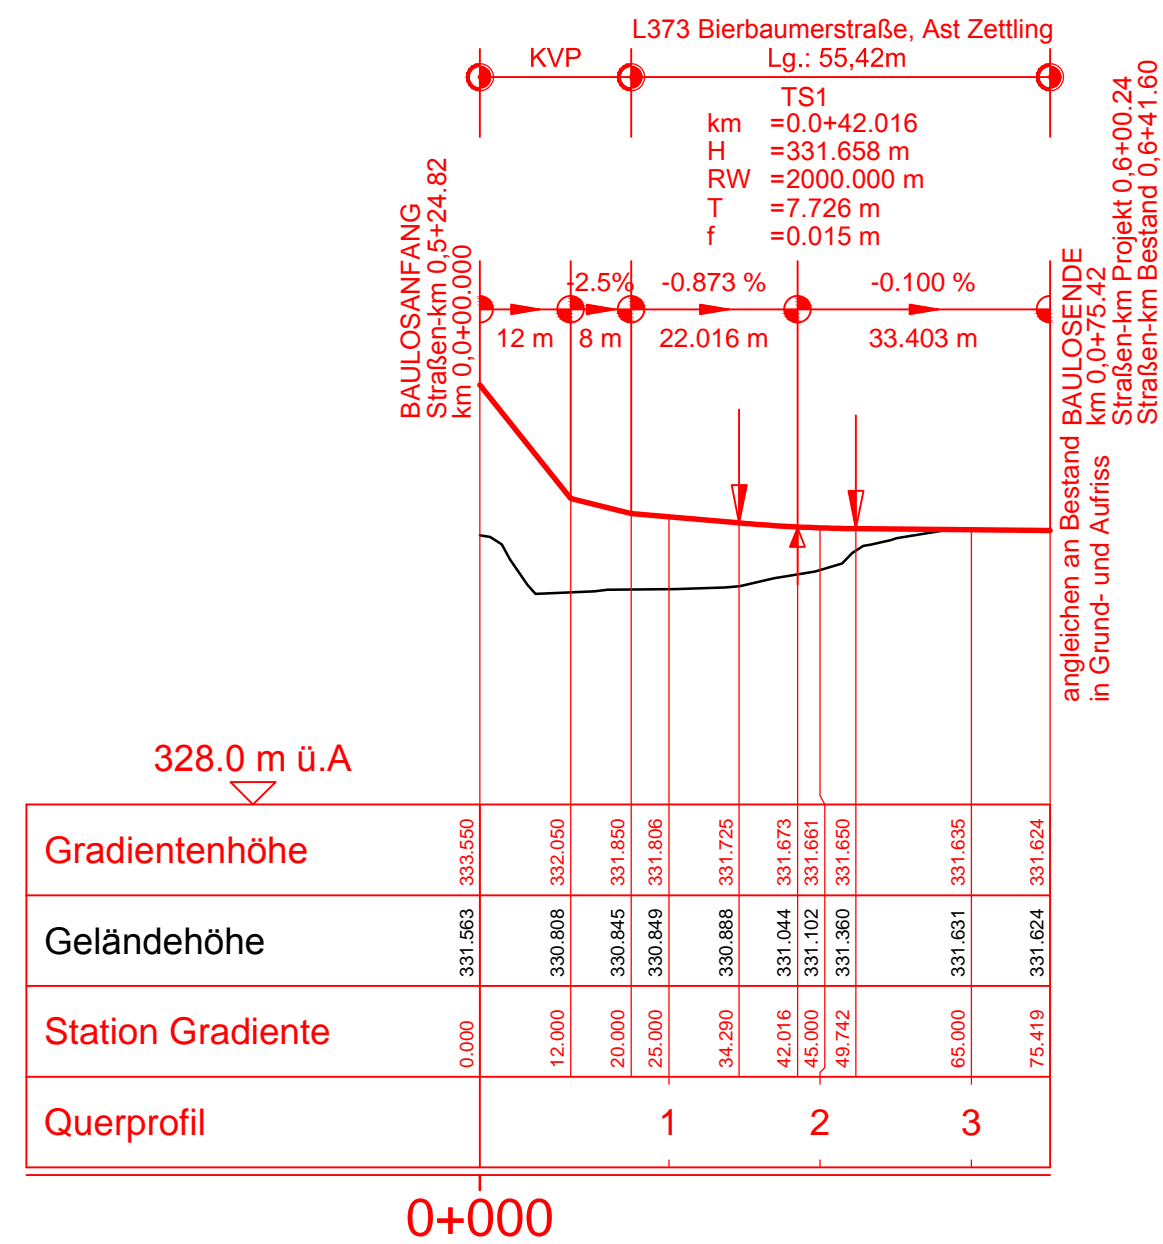 L373 Bierbaumerstraße, Ast Zettling
KVP
Lg.: 55,42m
TS1
km =0.0+42.016
H =331.658 m
RW =2000.000 m
T =7.726 m
f =0.015 m
BAULOSANFANG
Straßen-km 0,5+24.82
km 0,0+00.000
-2.5% -0.873 % -0.100 %
12 m 8 m 22.016 m 33.403 m
angleichen an Bestand BAULOSENDE
in Grund- und Aufriss km 0,0+75.42
Straßen-km Projekt 0,6+00.24
Straßen-km Bestand 0,6+41.60
328.0 m ü.A
Gradientenhöhe 333.550 332.050 331.850 331.806 331.725 331.673 331.661 331.650 331.635 331.624
Geländehöhe 331.563 330.808 330.845 330.849 330.888 331.044 331.102 331.360 331.631 331.624
Station Gradiente 0.000 12.000 20.000 25.000 34.290 42.016 45.000 49.742 65.000 75.419
Querprofil 1 2 3
0+000